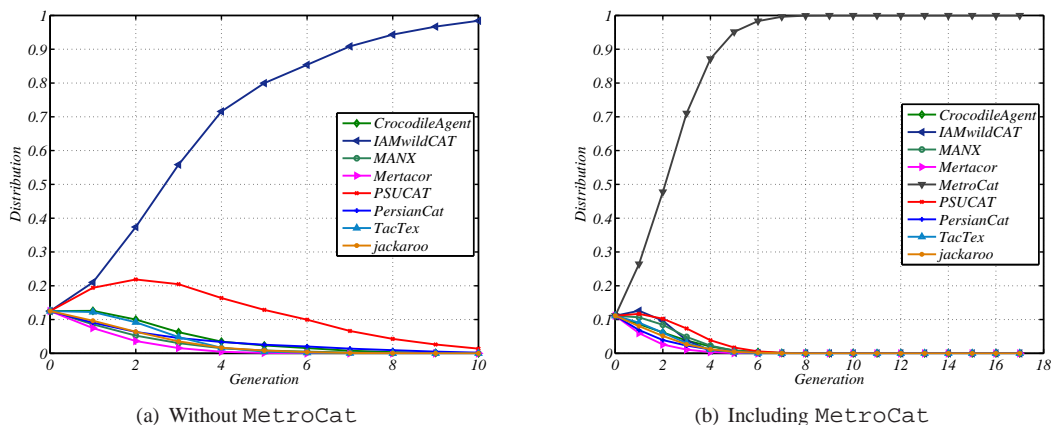 1
0.9
0.8
0.7
0.6
0.5
0.4
0.3
0.2
0.1
0
Distribution
0 2 4 6 8 10
Generation
CrocodileAgent
IAMwildCAT
MANX
Mertacor
PSUCAT
PersianCat
TacTex
jackaroo
(a) Without MetroCat
1
0.9
0.8
0.7
0.6
0.5
0.4
0.3
0.2
0.1
0
Distribution
0 2 4 6 8 10 12 14 16 18
Generation
CrocodileAgent
IAMwildCAT
MANX
Mertacor
MetroCat
PSUCAT
PersianCat
TacTex
jackaroo
(b) Including MetroCat